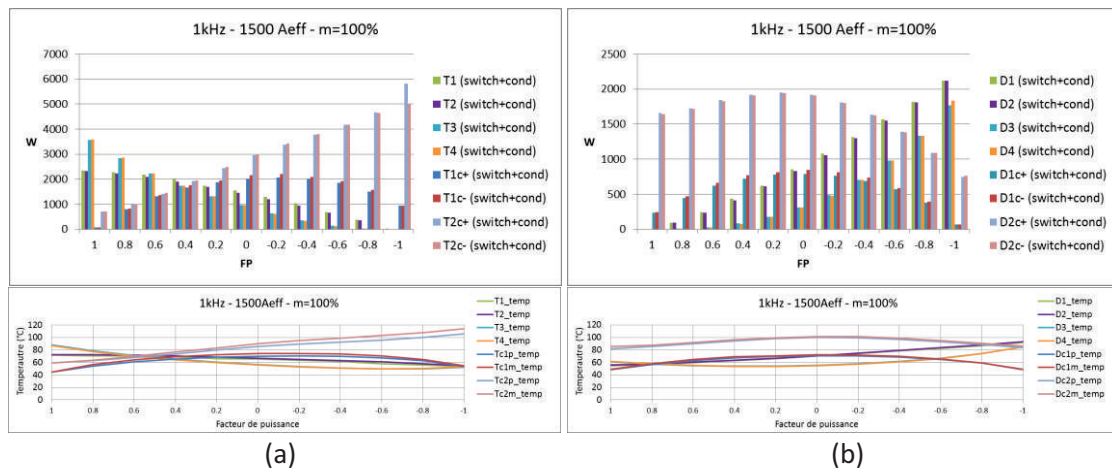 1kHz - 1500 Aeff - m=100%
7000
6000
5000
4000
3000
2000
1000
0
W
1 0.8 0.6 0.4 0.2 0 -0.2 -0.4 -0.6 -0.8 -1
FP
T1 (switch+cond)
T2 (switch+cond)
T3 (switch+cond)
T4 (switch+cond)
T1c+ (switch+cond)
T1c- (switch+cond)
T2c+ (switch+cond)
T2c- (switch+cond)
1kHz - 1500Aeff - m=100%
Temperautre (°C)
120
100
80
60
40
20
0
1 0.8 0.6 0.4 0.2 0 -0.2 -0.4 -0.6 -0.8 -1
Facteur de puissance
T1_temp
T2_temp
T3_temp
T4_temp
Tc1p_temp
Tc1m_temp
Tc2p_temp
Tc2m_temp
(a)
1kHz - 1500 Aeff - m=100%
2500
2000
1500
1000
500
0
W
1 0.8 0.6 0.4 0.2 0 -0.2 -0.4 -0.6 -0.8 -1
FP
D1 (switch+cond)
D2 (switch+cond)
D3 (switch+cond)
D4 (switch+cond)
D1c+ (switch+cond)
D1c- (switch+cond)
D2c+ (switch+cond)
D2c- (switch+cond)
1kHz - 1500Aeff - m=100%
Temperautre (°C)
120
100
80
60
40
20
0
1 0.8 0.6 0.4 0.2 0 -0.2 -0.4 -0.6 -0.8 -1
Facteur de puissance
D1_temp
D2_temp
D3_temp
D4_temp
Dc1p_temp
Dc1m_temp
Dc2p_temp
Dc2m_temp
(b)